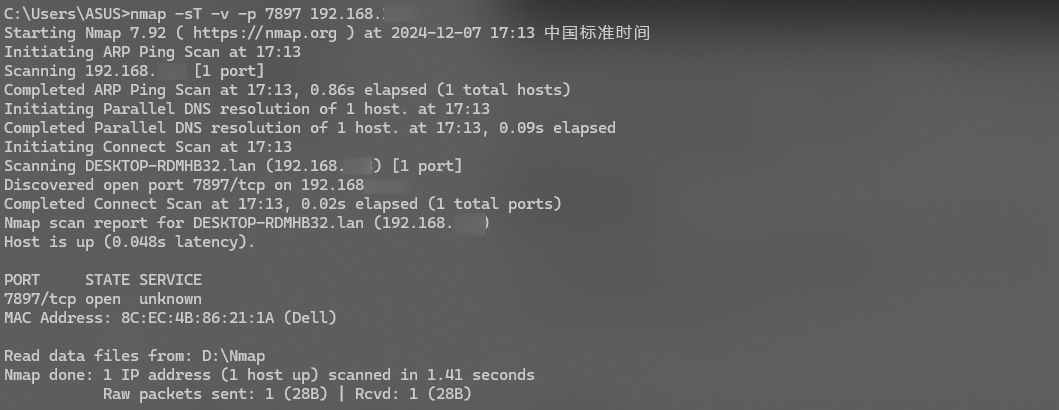 C:\Users\ASUS>nmap -sT -v -p 7897 192.168.
Starting Nmap 7.92 ( https://nmap.org ) at 2024-12-07 17:13 中国标准时间
Initiating ARP Ping Scan at 17:13
Scanning 192.168. [1 port]
Completed ARP Ping Scan at 17:13, 0.86s elapsed (1 total hosts)
Initiating Parallel DNS resolution of 1 host. at 17:13
Completed Parallel DNS resolution of 1 host. at 17:13, 0.09s elapsed
Initiating Connect Scan at 17:13
Scanning DESKTOP-RDMHB32.lan (192.168. ) [1 port]
Discovered open port 7897/tcp on 192.168
Completed Connect Scan at 17:13, 0.02s elapsed (1 total ports)
Nmap scan report for DESKTOP-RDMHB32.lan (192.168. )
Host is up (0.048s latency).
PORT     STATE SERVICE
7897/tcp open  unknown
MAC Address: 8C:EC:4B:86:21:1A (Dell)
Read data files from: D:\Nmap
Nmap done: 1 IP address (1 host up) scanned in 1.41 seconds
Raw packets sent: 1 (28B) | Rcvd: 1 (28B)